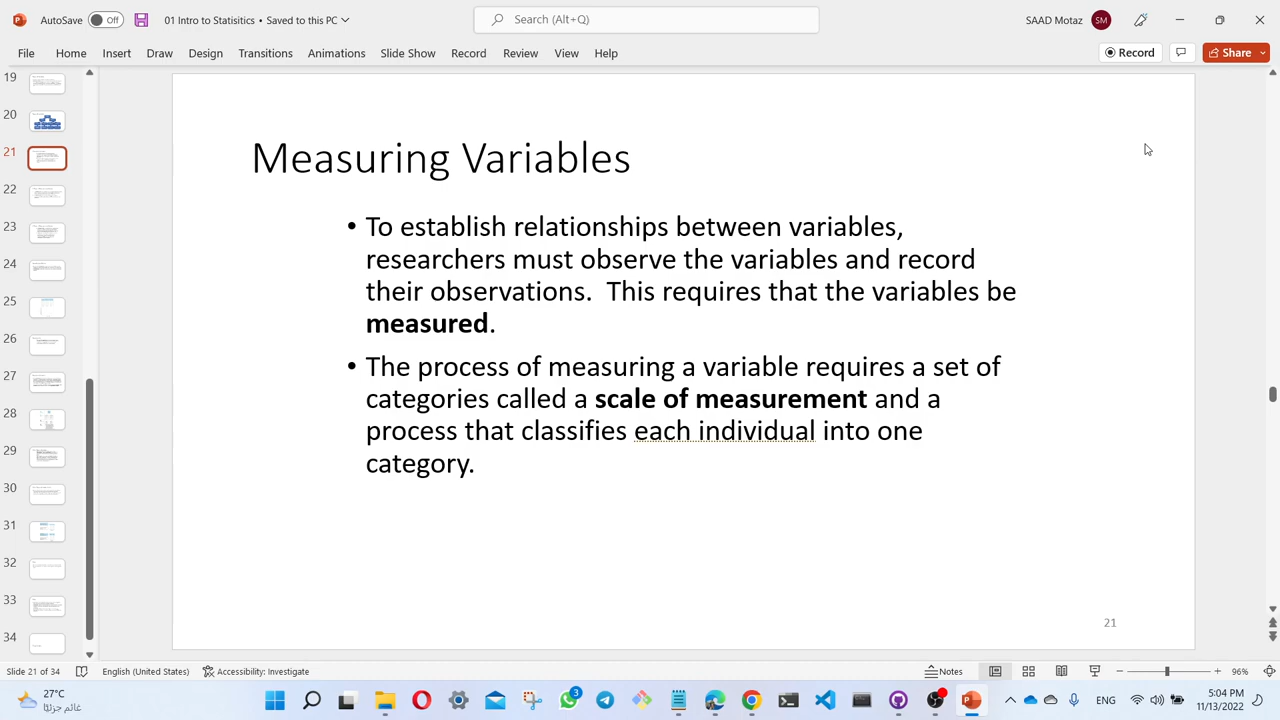 AutoSave Off 01 Intro to Statisitics • Saved to this PC Search (Alt+Q) SAAD Motaz SM
File Home Insert Draw Design Transitions Animations Slide Show Record Review View Help Record Share
19
20
21
22
23
24
25
26
27
28
29
30
31
32
33
34
Measuring Variables
• To establish relationships between variables,
researchers must observe the variables and record
their observations. This requires that the variables be
measured.
• The process of measuring a variable requires a set of
categories called a scale of measurement and a
process that classifies each individual into one
category.
21
Slide 21 of 34 English (United States) Accessibility: Investigate Notes 96%
27°C
غائم جزئيًا
3
ENG
5:04 PM
11/13/2022